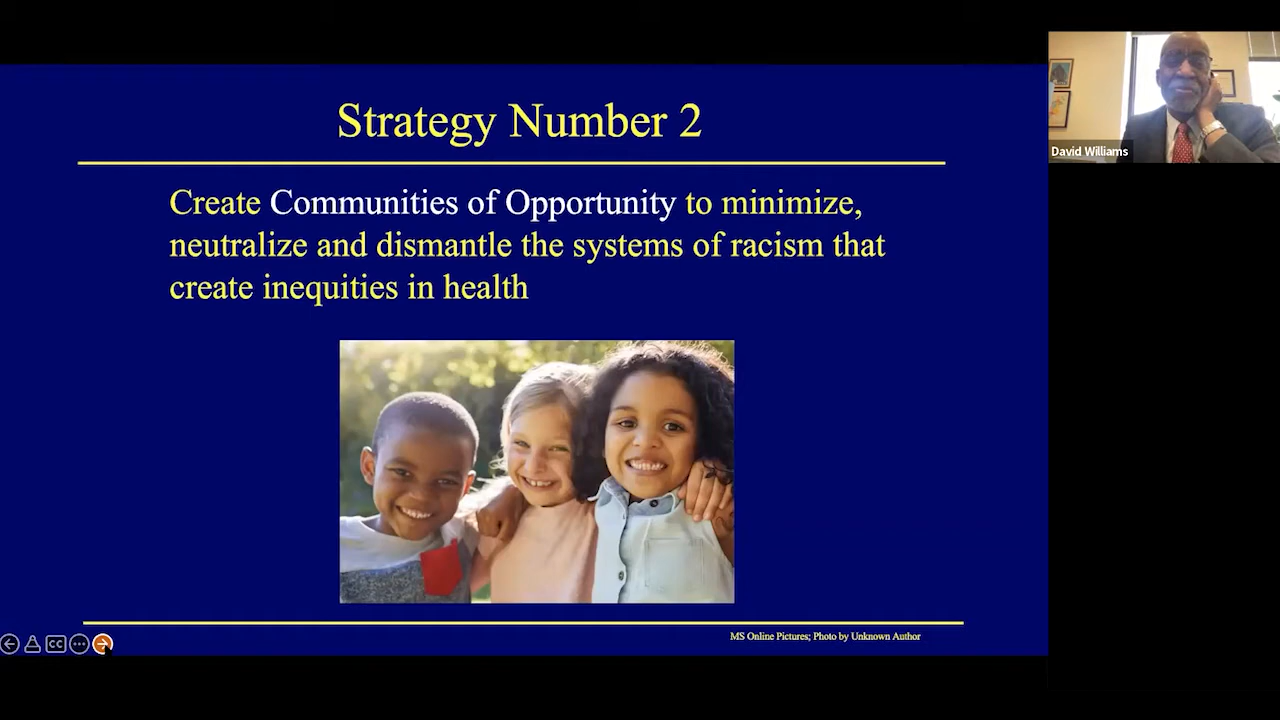 Strategy Number 2
Create Communities of Opportunity to minimize,
neutralize and dismantle the systems of racism that
create inequities in health
MS Online Pictures; Photo by Unknown Author
CC
David Williams